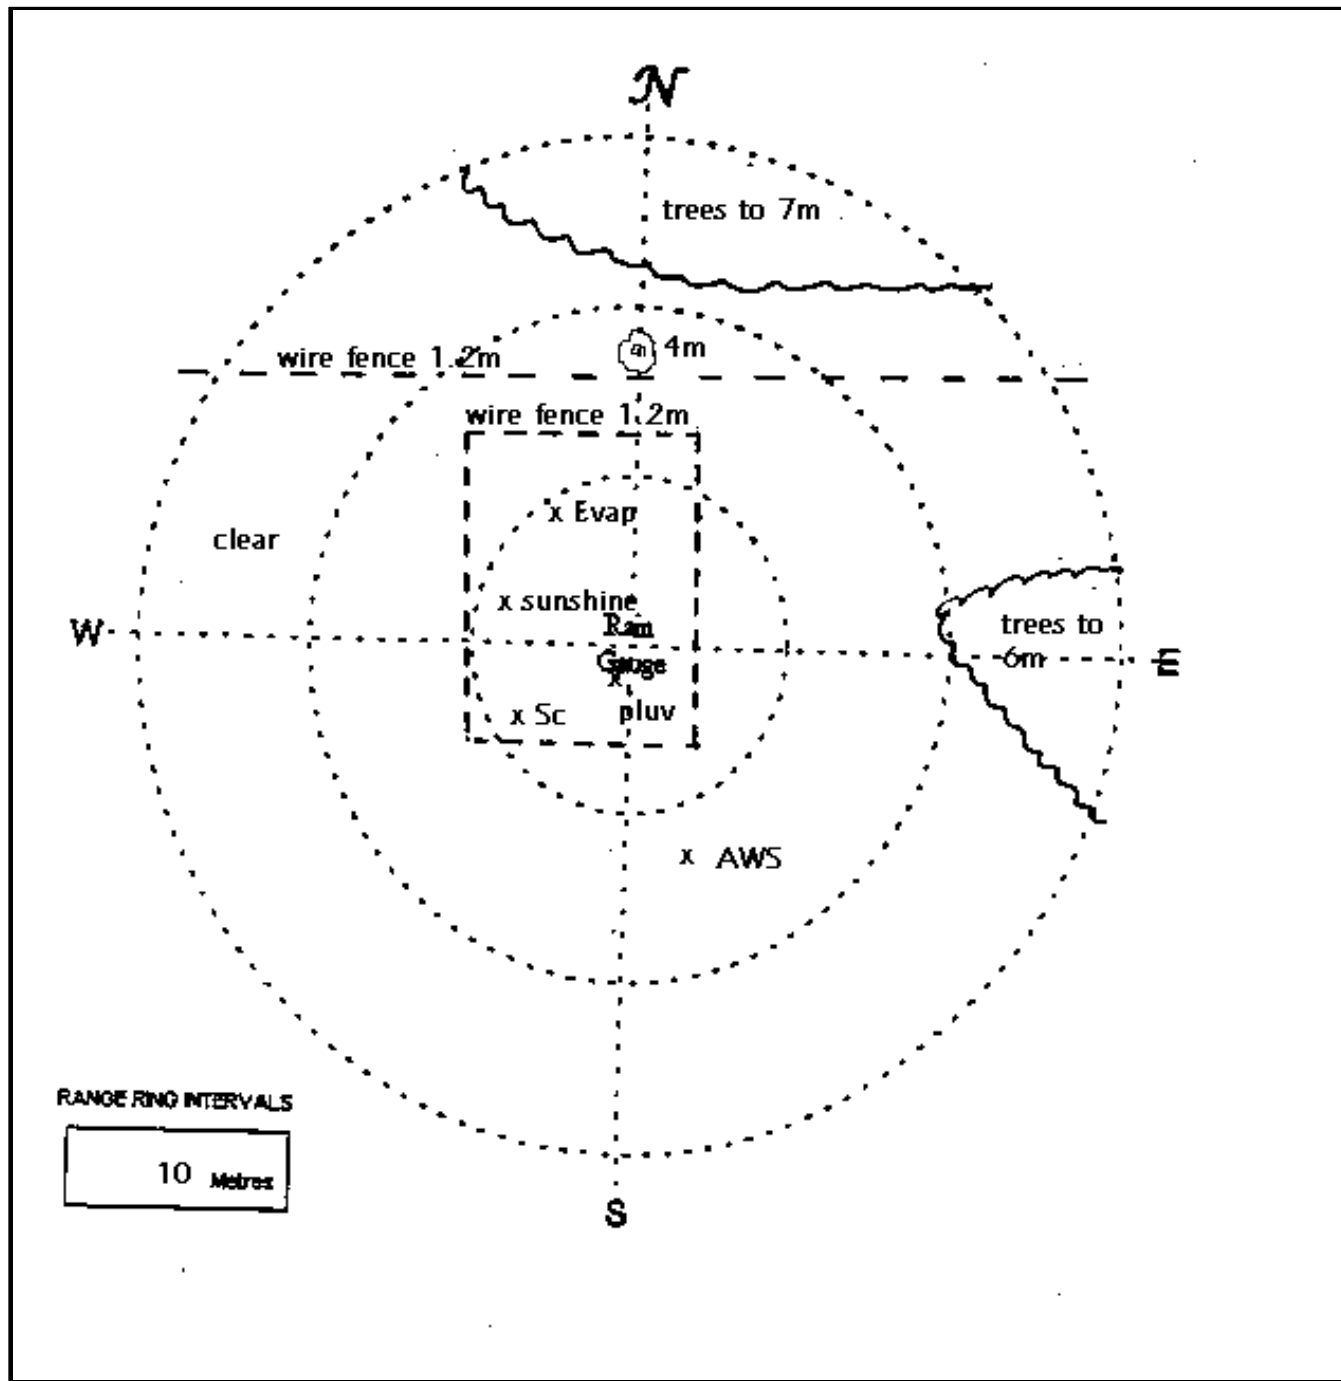 N
trees to 7m
4m
wire fence 1.2m
wire fence 1.2m
x Evap
clear
x sunshine
Rain
W
Gauge
trees to
6m
E
x
x Sc
pluv
x AWS
RANGE RING INTERVALS
10 Metres
S